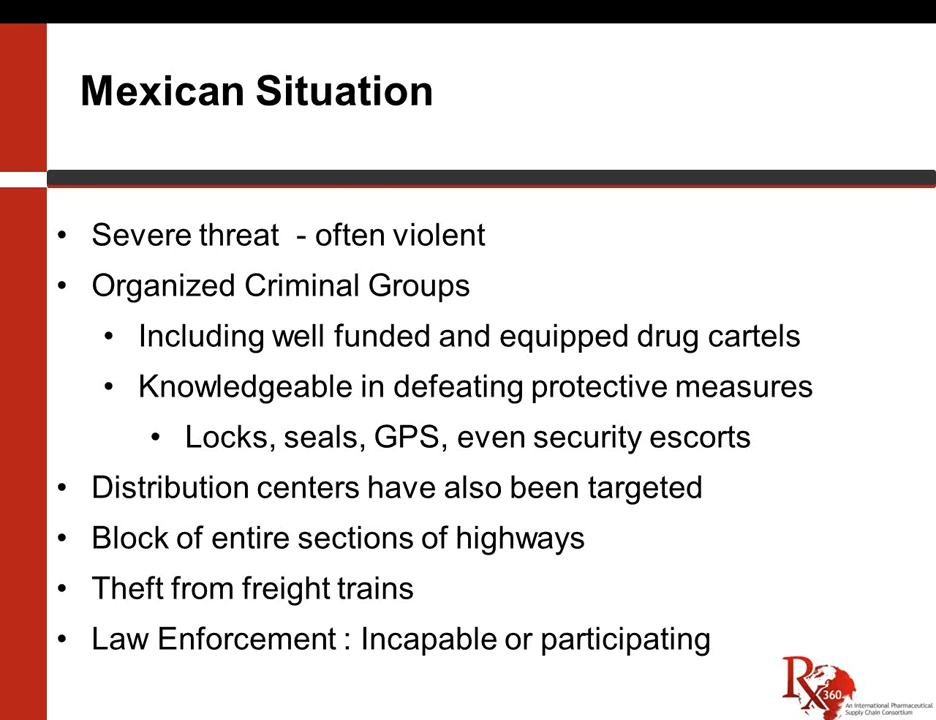 Mexican Situation
• Severe threat - often violent
• Organized Criminal Groups
• Including well funded and equipped drug cartels
• Knowledgeable in defeating protective measures
• Locks, seals, GPS, even security escorts
• Distribution centers have also been targeted
• Block of entire sections of highways
• Theft from freight trains
• Law Enforcement : Incapable or participating
Rx
360
An International Pharmaceutical
Supply Chain Consortium